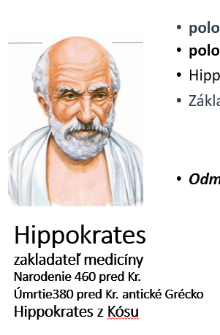 • polo
• polo
• Hipp
• Zákla
• Odm
Hippokrates
zakladateľ medicíny
Narodenie 460 pred Kr.
Úmrtie380 pred Kr. antické Grécko
Hippokrates z Kósu